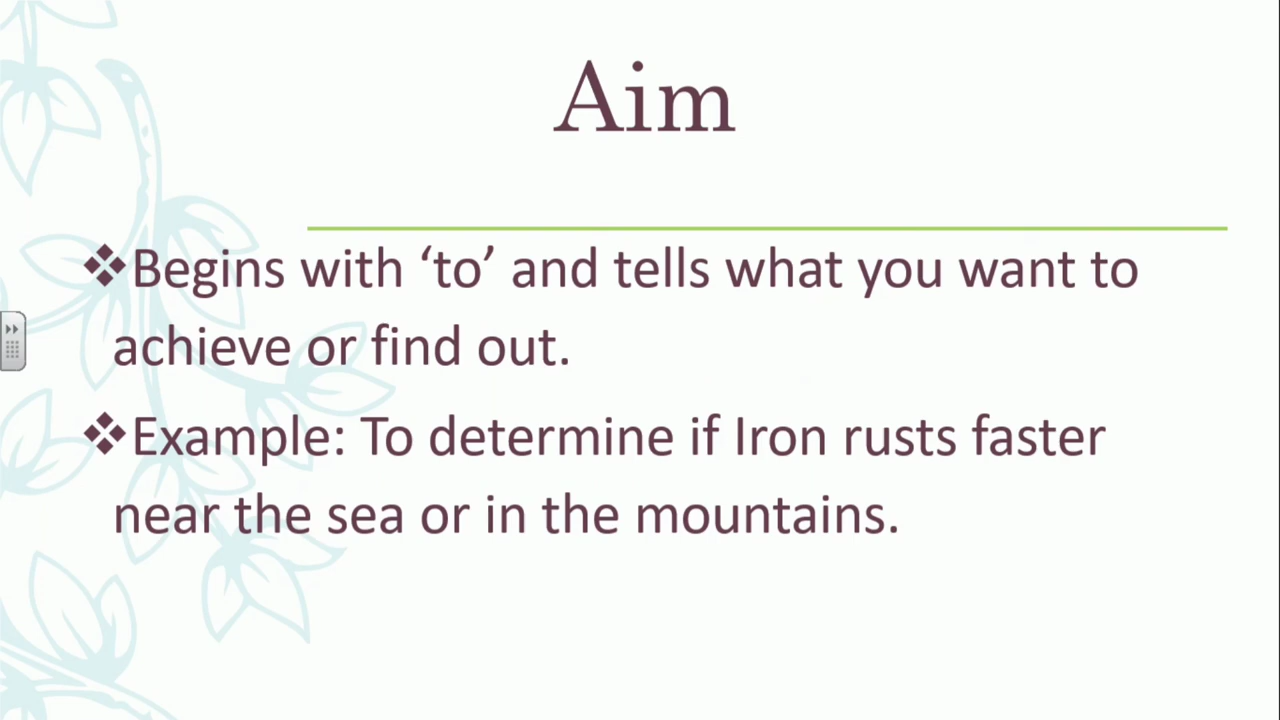 Aim
❖Begins with ‘to’ and tells what you want to
achieve or find out.
❖Example: To determine if Iron rusts faster
near the sea or in the mountains.